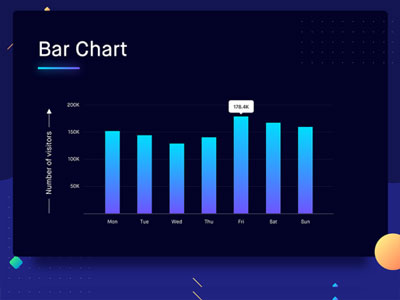 Bar Chart
178.4K
200K
150K
100K
50K
Number of visitors
Mon Tue Wed Thu Fri Sat Sun